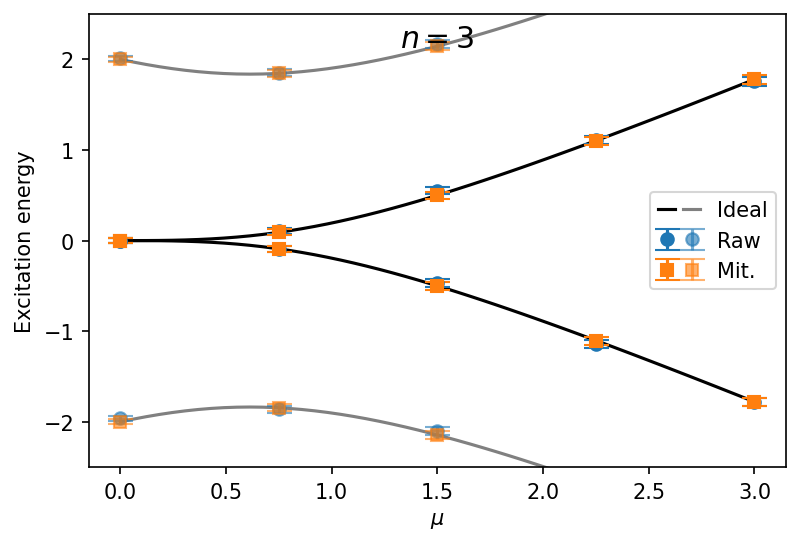 n = 3
Excitation energy
2
1
0
−1
−2
Ideal
Raw
Mit.
0.0 0.5 1.0 1.5 2.0 2.5 3.0
μ